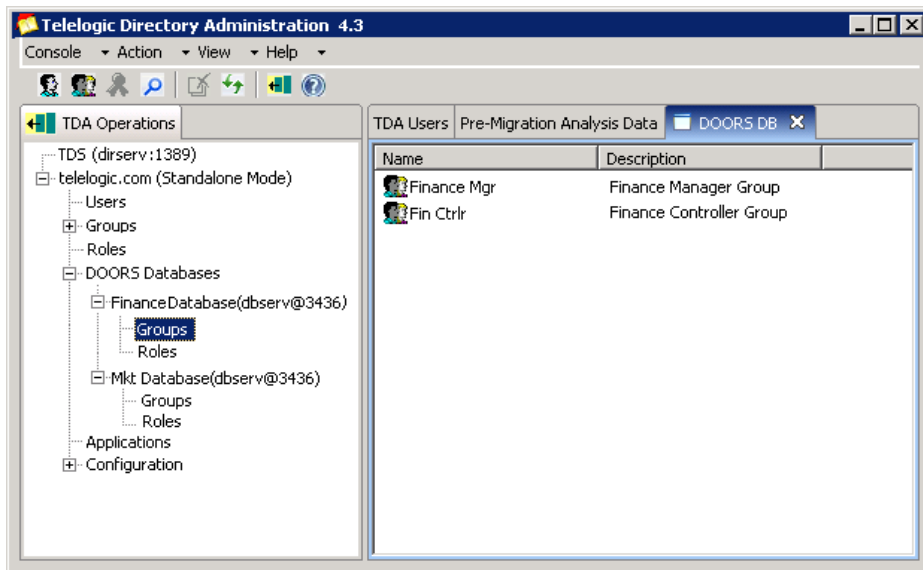 Telelogic Directory Administration 4.3
Console Action View Help
TDA Operations
TDS (dirserv:1389)
telelogic.com (Standalone Mode)
Users
Groups
Roles
DOORS Databases
FinanceDatabase(dbserv@3436)
Groups
Roles
Mkt Database(dbserv@3436)
Groups
Roles
Applications
Configuration
TDA Users Pre-Migration Analysis Data DOORS DB
Name Description
Finance Mgr Finance Manager Group
Fin Ctrlr Finance Controller Group